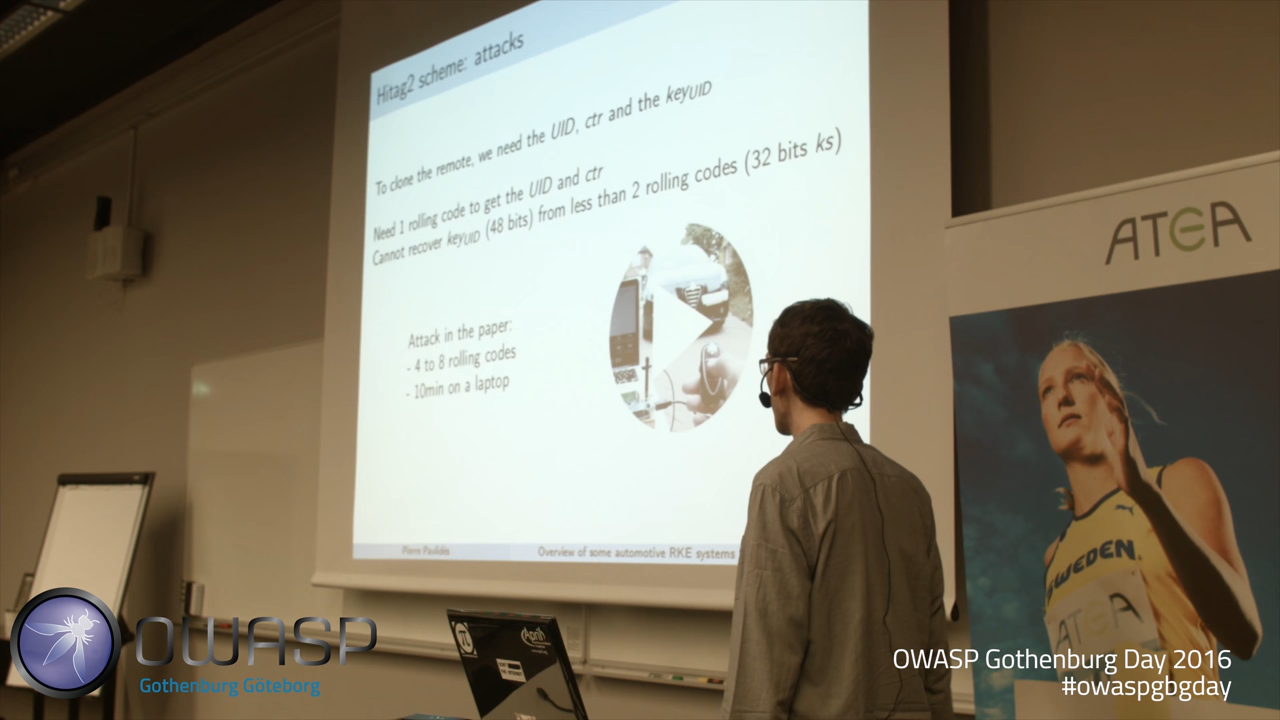 Hitag2 scheme: attacks
To clone the remote, we need the UID, ctr and the keyUID
Need 1 rolling code to get the UID and ctr
Cannot recover keyUID (48 bits) from less than 2 rolling codes (32 bits ks)
Attack in the paper:
- 4 to 8 rolling codes
- 10min on a laptop
Pierre Pavlidès
Overview of some automotive RKE systems
ATEA
SWEDEN
ATEA
π
April
OWASP
Gothenburg Göteborg
OWASP Gothenburg Day 2016
#owaspgbgday